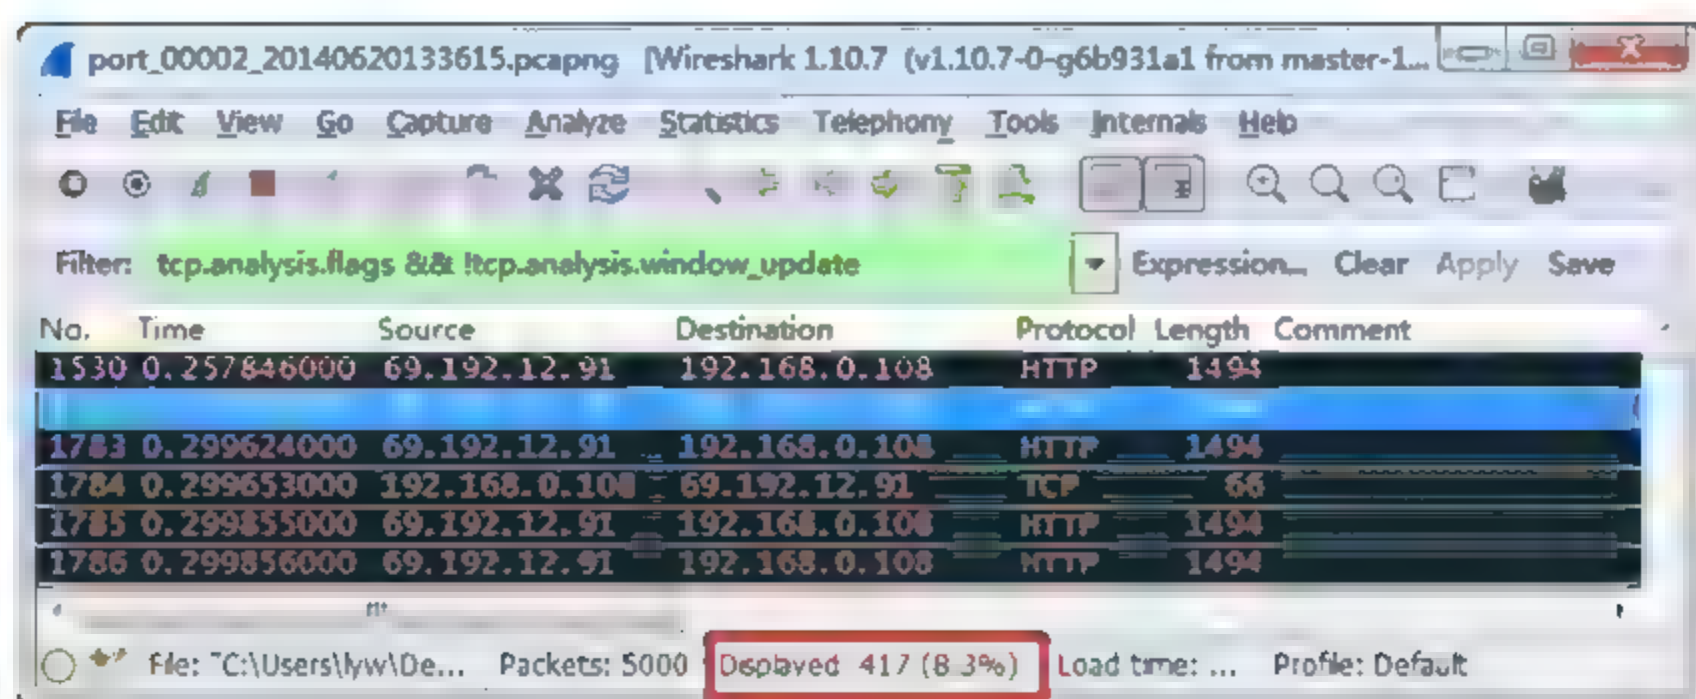 port_00002_20140620133615.pcapng [Wireshark 1.10.7 (v1.10.7-0-g6b931a1 from master-1...
File Edit View Go Capture Analyze Statistics Telephony Tools Internals Help
Filter: tcp.analysis.flags && !tcp.analysis.window_update Expression... Clear Apply Save
No. Time Source Destination Protocol Length Comment
1530 0.257846000 69.192.12.91 192.168.0.108 HTTP 1494
1783 0.299624000 69.192.12.91 192.168.0.108 HTTP 1494
1784 0.299653000 192.168.0.108 69.192.12.91 TCP 66
1785 0.299855000 69.192.12.91 192.168.0.108 HTTP 1494
1786 0.299856000 69.192.12.91 192.168.0.108 HTTP 1494
File: "C:\Users\lyw\De... Packets: 5000 Displayed 417 (8.3%) Load time: ... Profile: Default